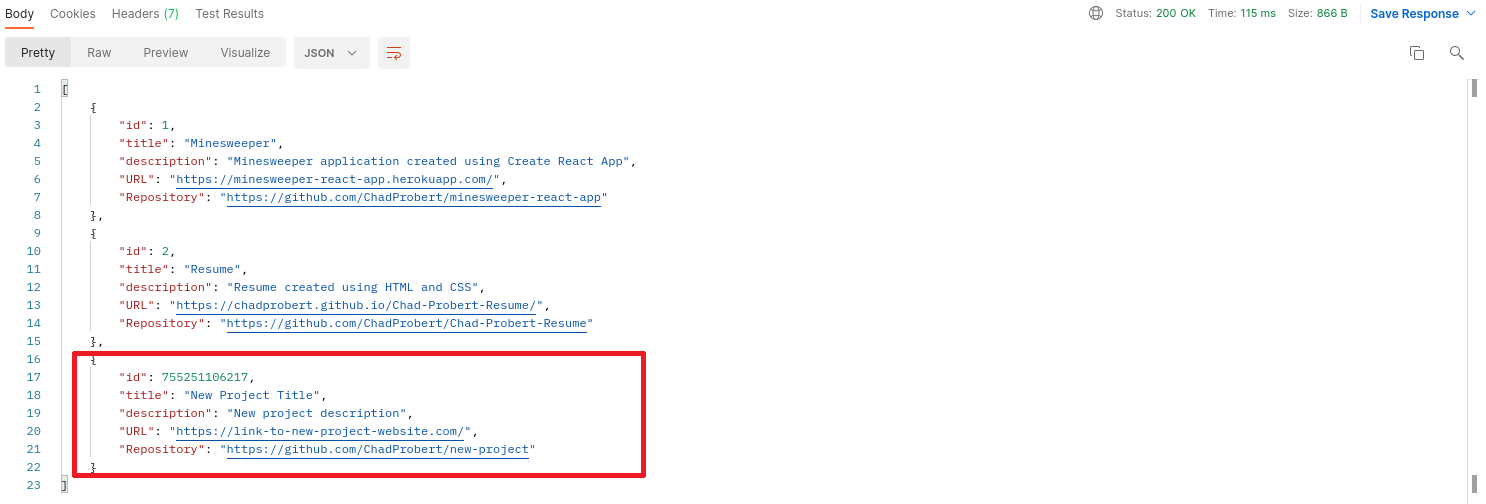 Body Cookies Headers (7) Test Results Status: 200 OK Time: 115 ms Size: 866 B Save Response
Pretty Raw Preview Visualize JSON
1 [
2 {
3 "id": 1,
4 "title": "Minesweeper",
5 "description": "Minesweeper application created using Create React App",
6 "URL": "https://minesweeper-react-app.herokuapp.com/",
7 "Repository": "https://github.com/ChadProbert/minesweeper-react-app"
8 },
9 {
10 "id": 2,
11 "title": "Resume",
12 "description": "Resume created using HTML and CSS",
13 "URL": "https://chadprobert.github.io/Chad-Probert-Resume/",
14 "Repository": "https://github.com/ChadProbert/Chad-Probert-Resume"
15 },
16 {
17 "id": 755251106217,
18 "title": "New Project Title",
19 "description": "New project description",
20 "URL": "https://link-to-new-project-website.com/",
21 "Repository": "https://github.com/ChadProbert/new-project"
22 }
23 ]